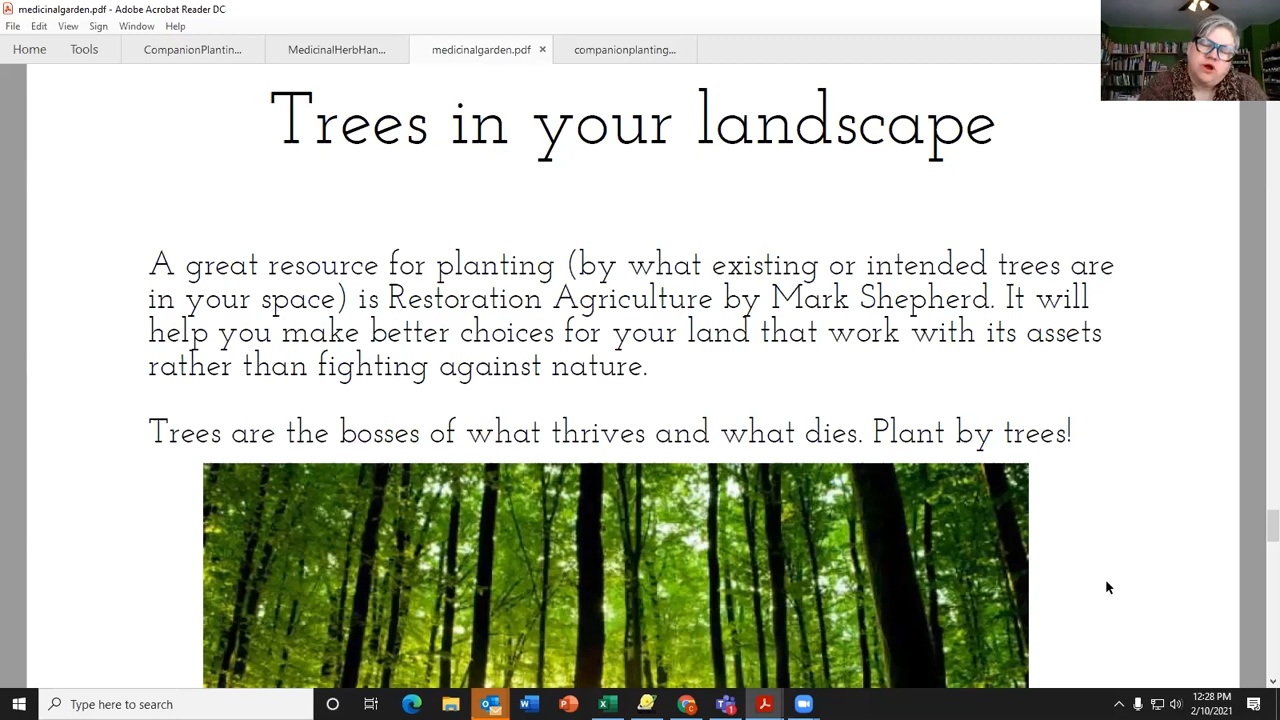 medicinalgarden.pdf - Adobe Acrobat Reader DC
File Edit View Sign Window Help
Home Tools CompanionPlantin... MedicinalHerbHan... medicinalgarden.pdf × companionplanting...
Trees in your landscape
A great resource for planting (by what existing or intended trees are
in your space) is Restoration Agriculture by Mark Shepherd. It will
help you make better choices for your land that work with its assets
rather than fighting against nature.
Trees are the bosses of what thrives and what dies. Plant by trees!
Type here to search
12:28 PM
2/10/2021